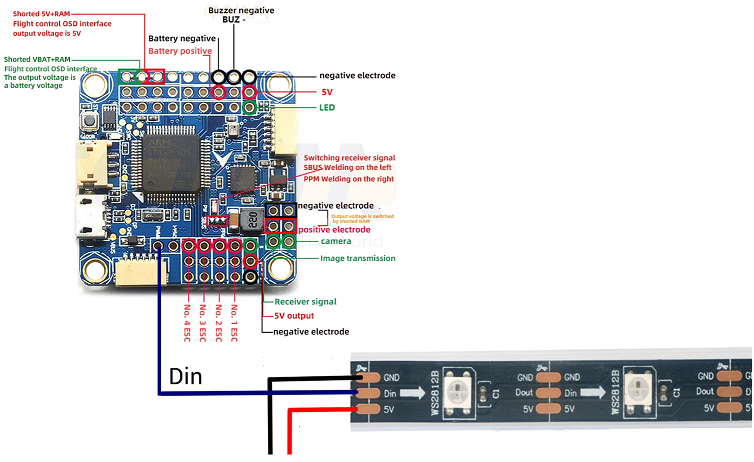 Buzzer negative
BUZ -
Shorted 5V+RAM
Flight control OSD interface
output voltage is 5V
Battery negative
Battery positive
Shorted VBAT+RAM
Flight control OSD interface
The output voltage is
a battery voltage
negative electrode
5V
LED
Switching receiver signal
SBUS Welding on the left
PPM Welding on the right
negative electrode
Output voltage is switched
by shorted RAM
positive electrode
camera
Image transmission
Receiver signal
5V output
negative electrode
No. 4 ESC
No. 3 ESC
No. 2 ESC
No. 1 ESC
ARM
BOOT
SBUS
220
Din
GND
Din
5V
WS2812B
C1
GND
Dout
5V
GND
Din
5V
WS2812B
C1
GND
Dout
5V